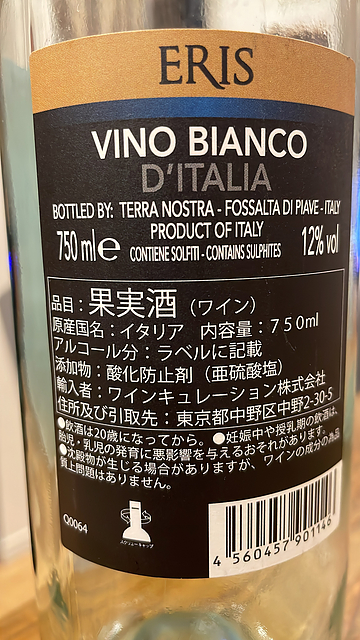 ERIS
VINO BIANCO
D'ITALIA
BOTTLED BY: TERRA NOSTRA - FOSSALTA DI PIAVE - ITALY
PRODUCT OF ITALY
750 ml e CONTIENE SOLFITI - CONTAINS SULPHITES 12% vol
品目：果実酒（ワイン）
原産国名：イタリア 内容量：750ml
アルコール分：ラベルに記載
添加物：酸化防止剤（亜硫酸塩）
輸入者：ワインキュレーション株式会社
住所及び引取先：東京都中野区中野2-30-5
●飲酒は20歳になってから。●妊娠中や授乳期の飲酒は、
胎児・乳児の発育に悪影響を与えるおそれがあります。
●沈殿物が生じる場合がありますが、ワインの成分の為品
質上問題はありません。
Q0064
スクリューキャップ
4 560457 901146